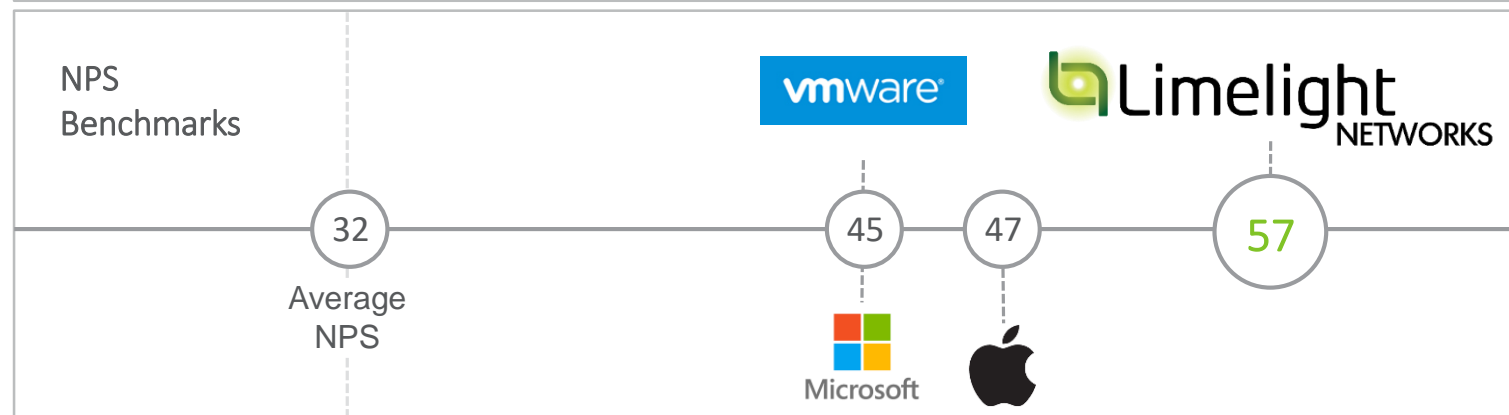 NPS
Benchmarks
vmware®
Limelight
NETWORKS
32
45
47
57
Average
NPS
Microsoft